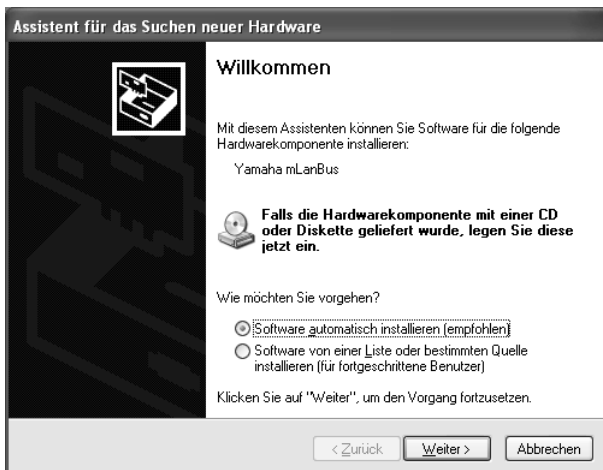 Assistent für das Suchen neuer Hardware
Willkommen
Mit diesem Assistenten können Sie Software für die folgende
Hardwarekomponente installieren:
Yamaha mLanBus
Falls die Hardwarekomponente mit einer CD
oder Diskette geliefert wurde, legen Sie diese
jetzt ein.
Wie möchten Sie vorgehen?
Software automatisch installieren (empfohlen)
Software von einer Liste oder bestimmten Quelle
installieren (für fortgeschrittene Benutzer)
Klicken Sie auf "Weiter", um den Vorgang fortzusetzen.
< Zurück Weiter > Abbrechen